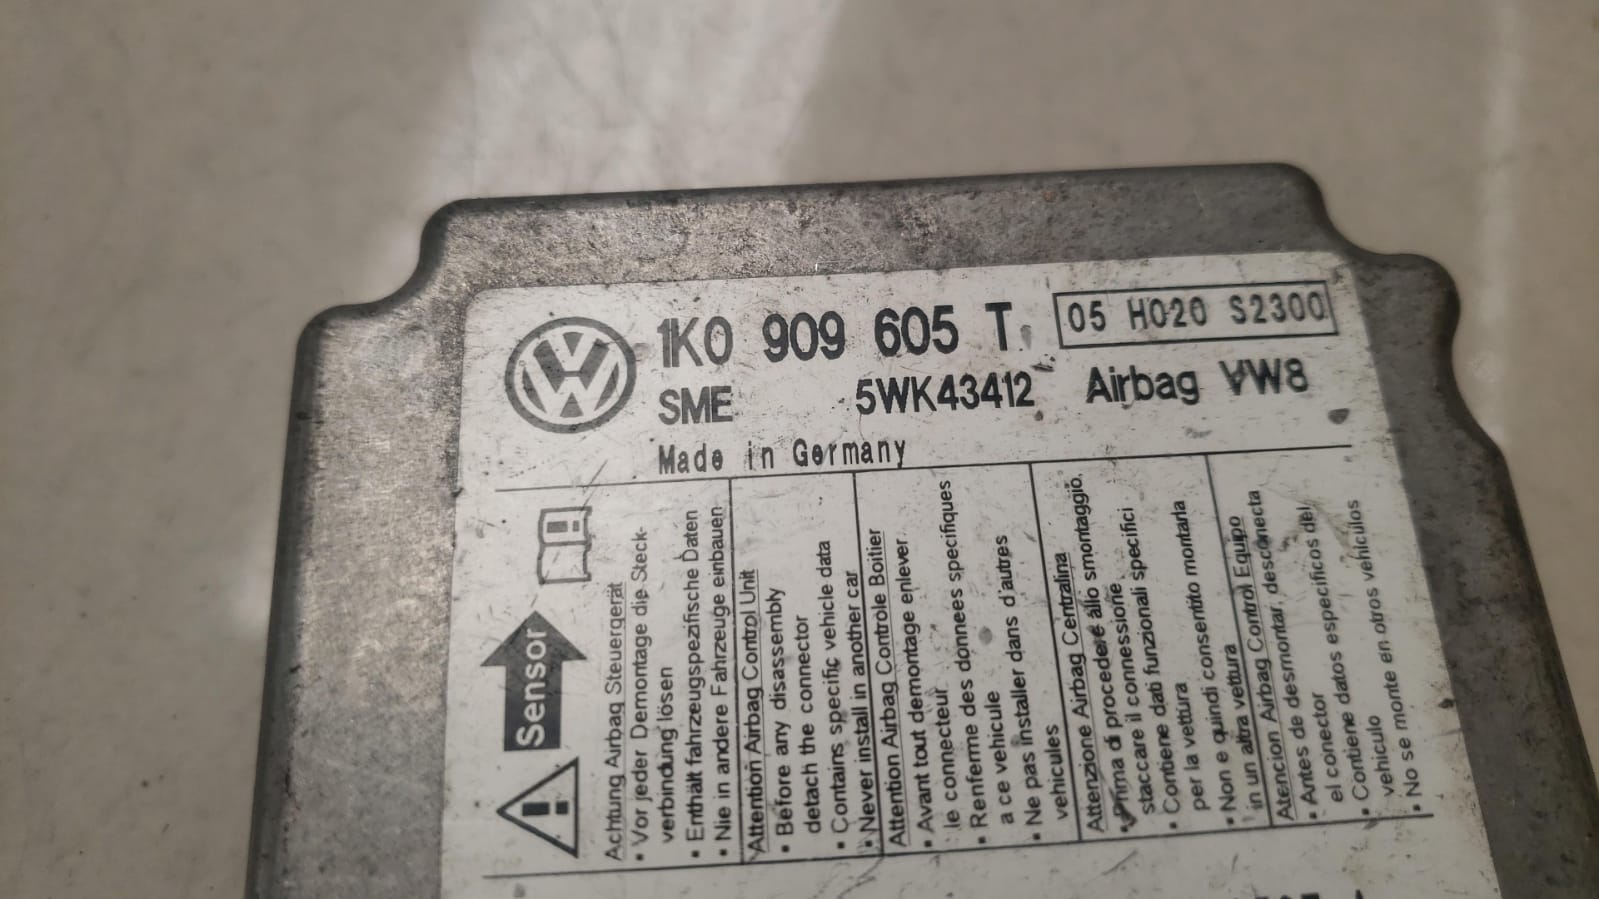 1K0 909 605 T
05 H020 S2300
SME 5WK43412 Airbag VW8
Made in Germany
Sensor
Achtung Airbag Steuergerät
• Vor jeder Demontage die Steck-
verbindung lösen
• Enthält fahrzeugspezifische Daten
• Nie in andere Fahrzeuge einbauen
Attention Airbag Control Unit
• Before any disassembly
detach the connector
• Contains specific vehicle data
• Never install in another car
Attention Airbag Controle Boitier
• Avant tout demontage enlever
le connecteur
• Renferme des donnees specifiques
a ce vehicule
• Ne pas installer dans d'autres
vehicules
Attenzione Airbag Centralina
• Prima di procedere allo smontaggio,
staccare il connessione
• Contiene dati funzionali specifici
per la vettura
• Non e quindi consentito montarla
in un altra vettura
Atencion Airbag Control Equipo
• Antes de desmontar, desconecta
el conector
• Contiene datos especificos del
vehiculo
• No se monte en otros vehículos